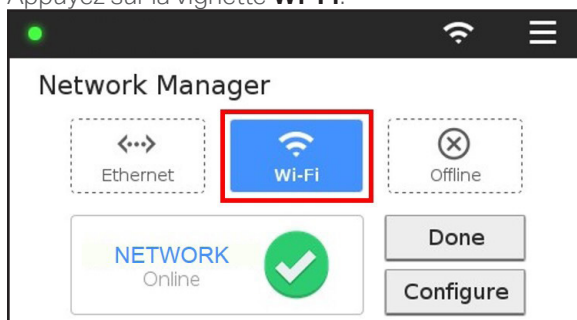 Appuyez sur la vignette Wi-Fi.
Network Manager
Ethernet
Wi-Fi
Offline
NETWORK
Online
Done
Configure